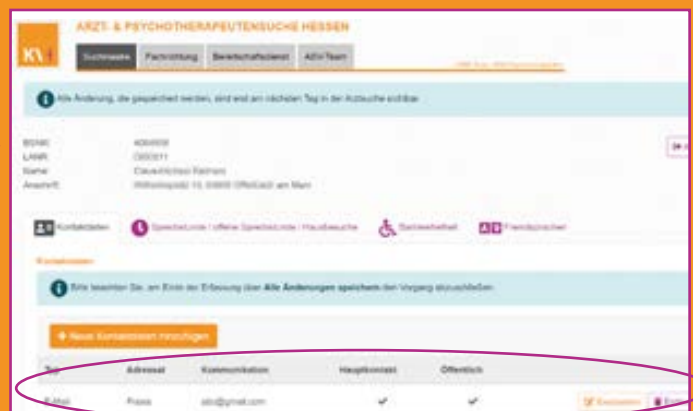 ARZT- & PSYCHOTHERAPEUTENSUCHE HESSEN
KV
Suchmaske Fachrichtung Bereitschaftsdienst ASV-Team
Alle Änderung, die gespeichert werden, sind erst am nächsten Tag in der Arztsuche sichtbar.
BSNR:
LANR:
Name:
Anschrift: 10, am Main
Kontaktdaten Sprechstunde / offene Sprechstunde / Hausbesuche Barrierefreiheit Fremdsprachen
Kontaktdaten
Bitte beachten Sie, am Ende der Erfassung über Alle Änderungen speichern den Vorgang abzuschließen.
+ Neue Kontaktdaten hinzufügen
Typ Adressat Kommunikation Hauptkontakt Öffentlich
E-Mail Praxis abc@gmail.com ✓ ✓ Bearbeiten